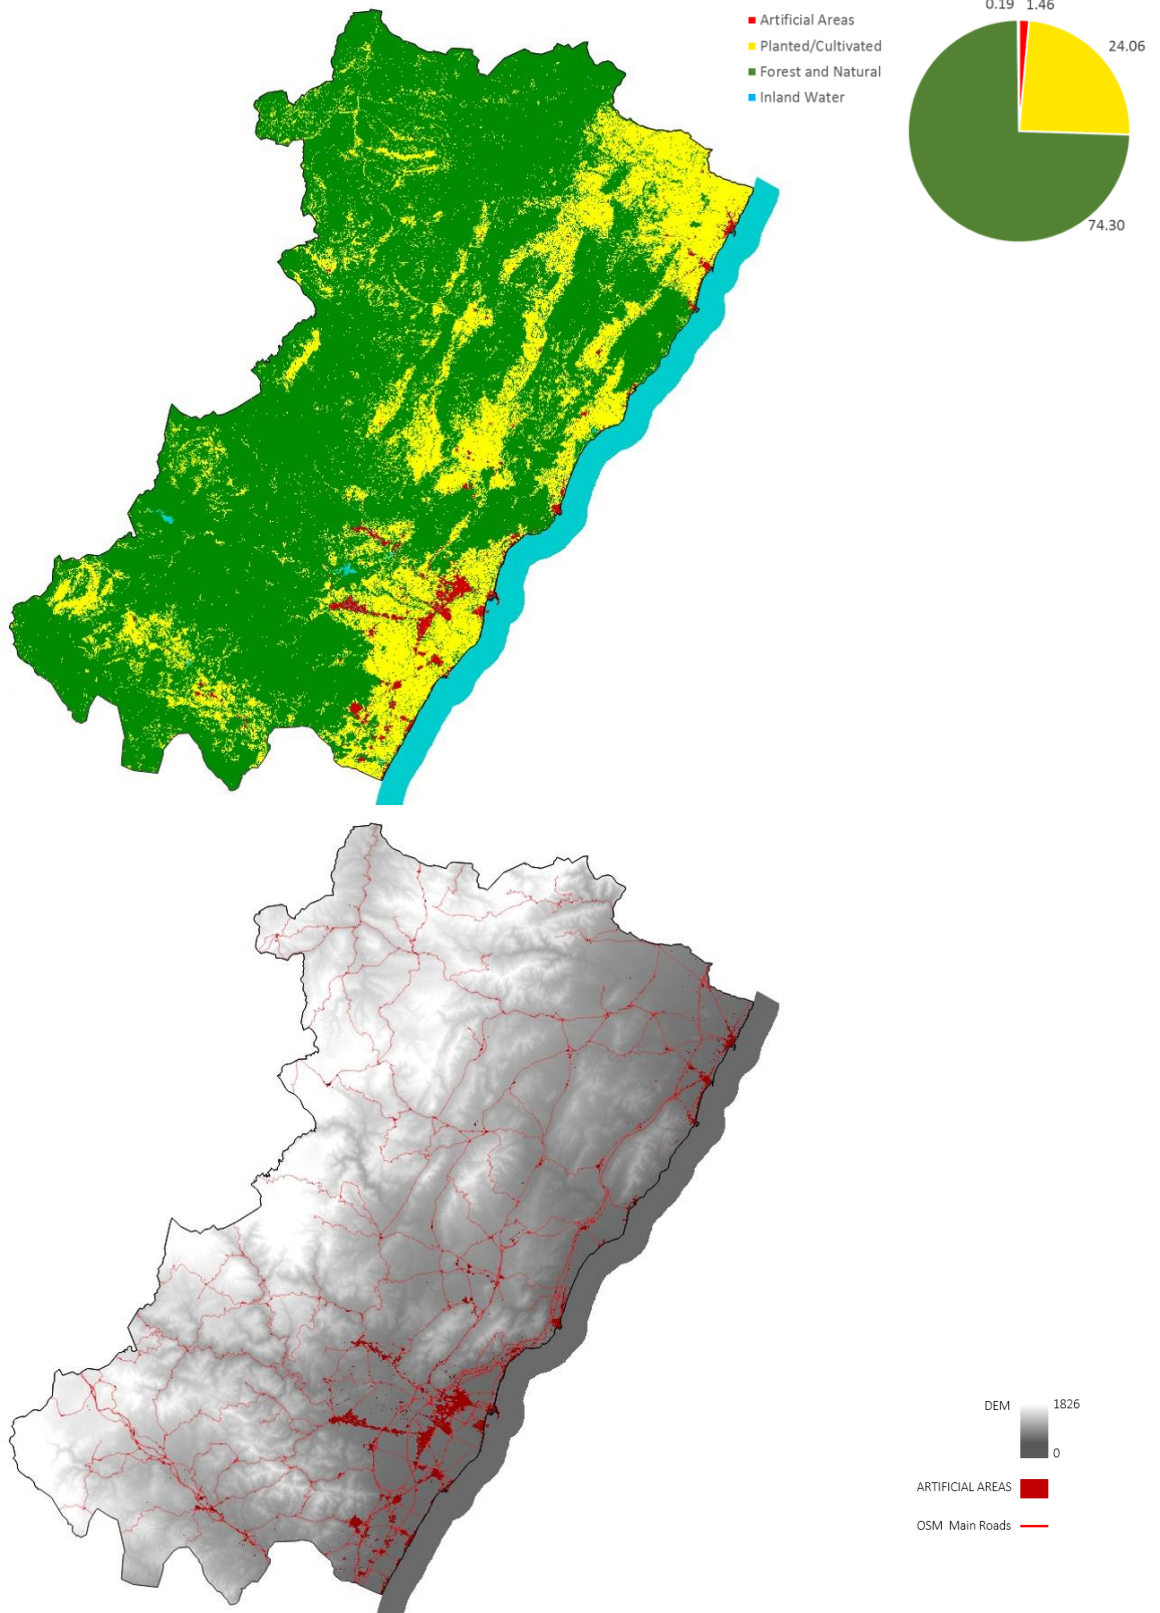 0.19 1.46
Artificial Areas
Planted/Cultivated
24.06
Forest and Natural
Inland Water
74.30
DEM
1826
0
ARTIFICIAL AREAS
OSM Main Roads